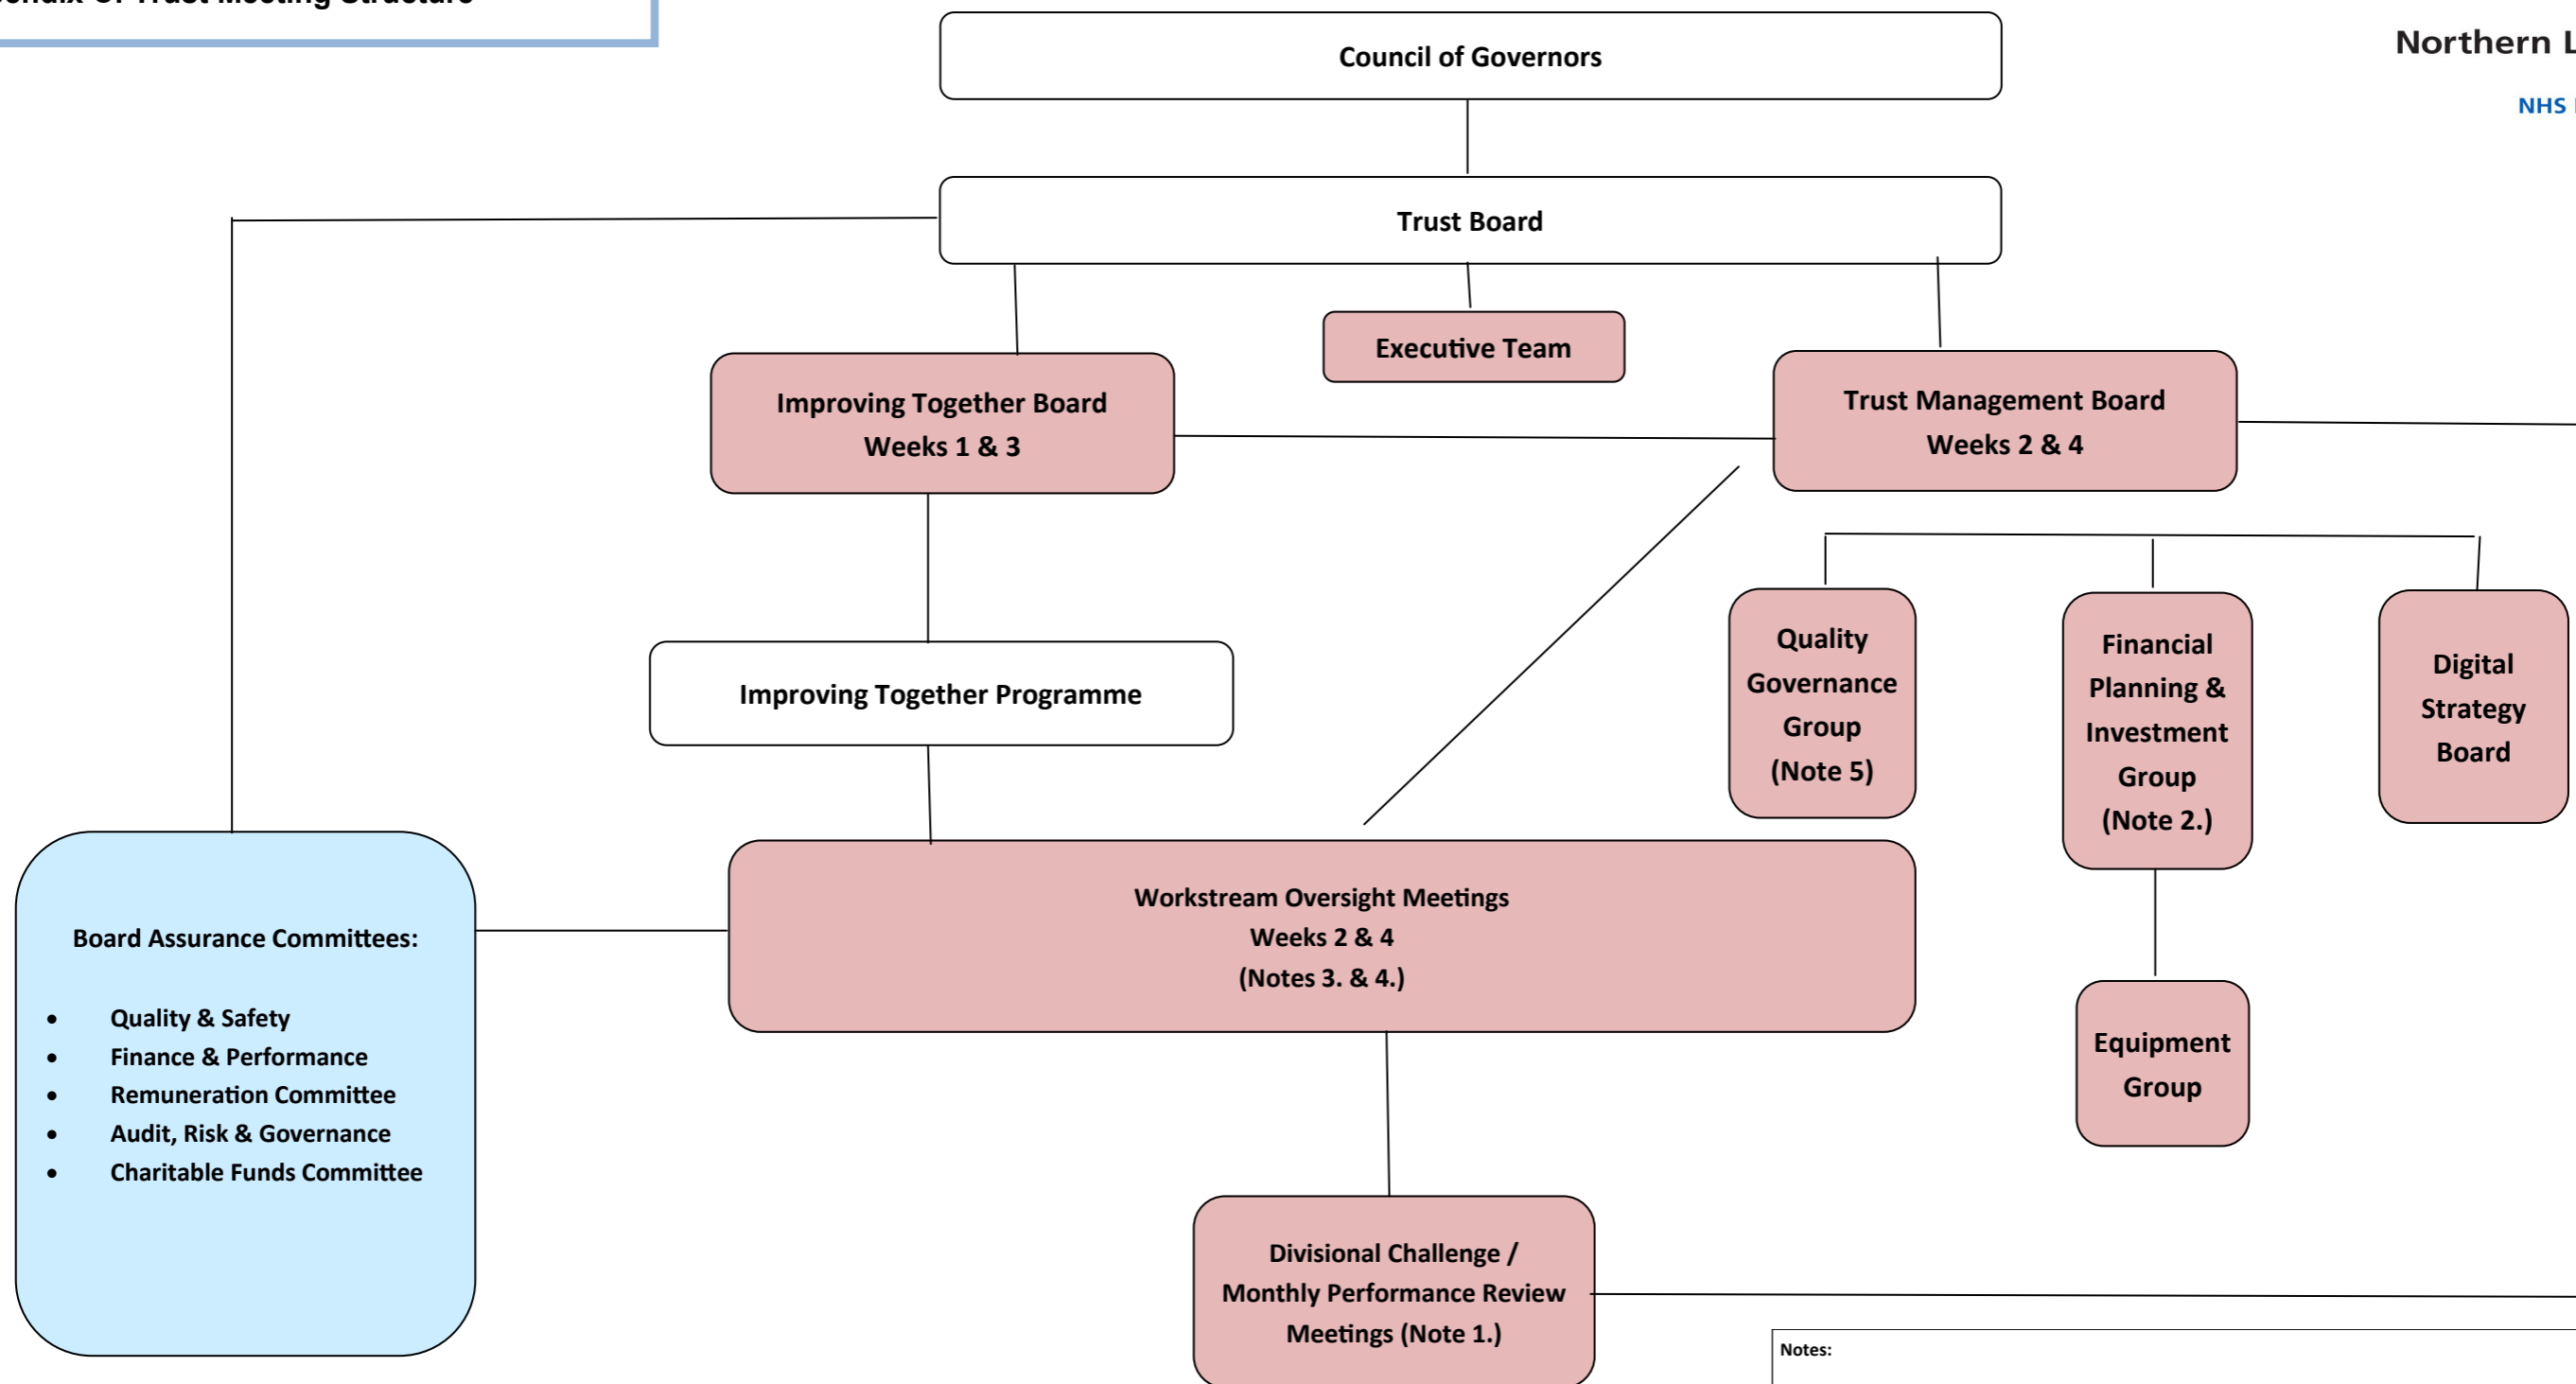 Trust Meeting Structure
Northern
NHS
Council of Governors
Trust Board
Executive Team
Improving Together Board
Weeks 1 & 3
Trust Management Board
Weeks 2 & 4
Improving Together Programme
Quality
Governance
Group
(Note 5)
Financial
Planning &
Investment
Group
(Note 2.)
Digital
Strategy
Board
Workstream Oversight Meetings
Weeks 2 & 4
(Notes 3. & 4.)
Board Assurance Committees:
• Quality & Safety
• Finance & Performance
• Remuneration Committee
• Audit, Risk & Governance
• Charitable Funds Committee
Equipment
Group
Divisional Challenge /
Monthly Performance Review
Meetings (Note 1.)
Notes: